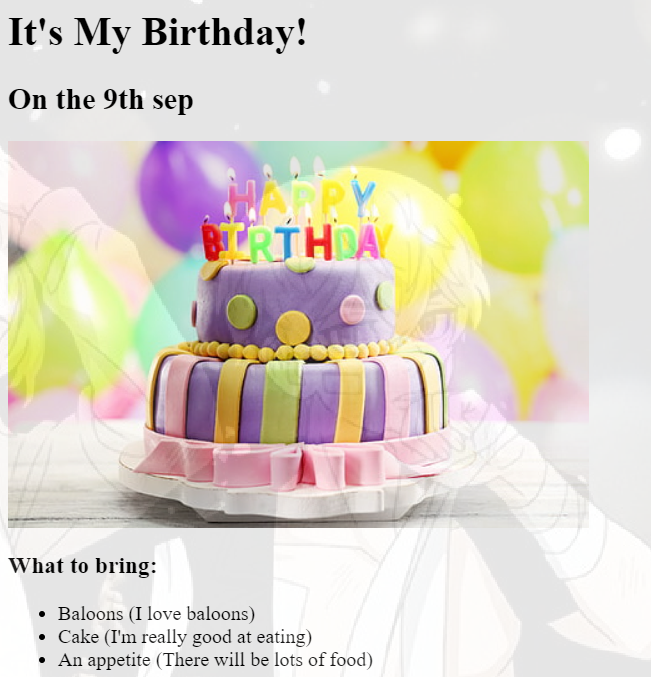 It's My Birthday!
On the 9th sep
HAPPY
BIRTHDAY
What to bring:
Baloons (I love baloons)
Cake (I'm really good at eating)
An appetite (There will be lots of food)